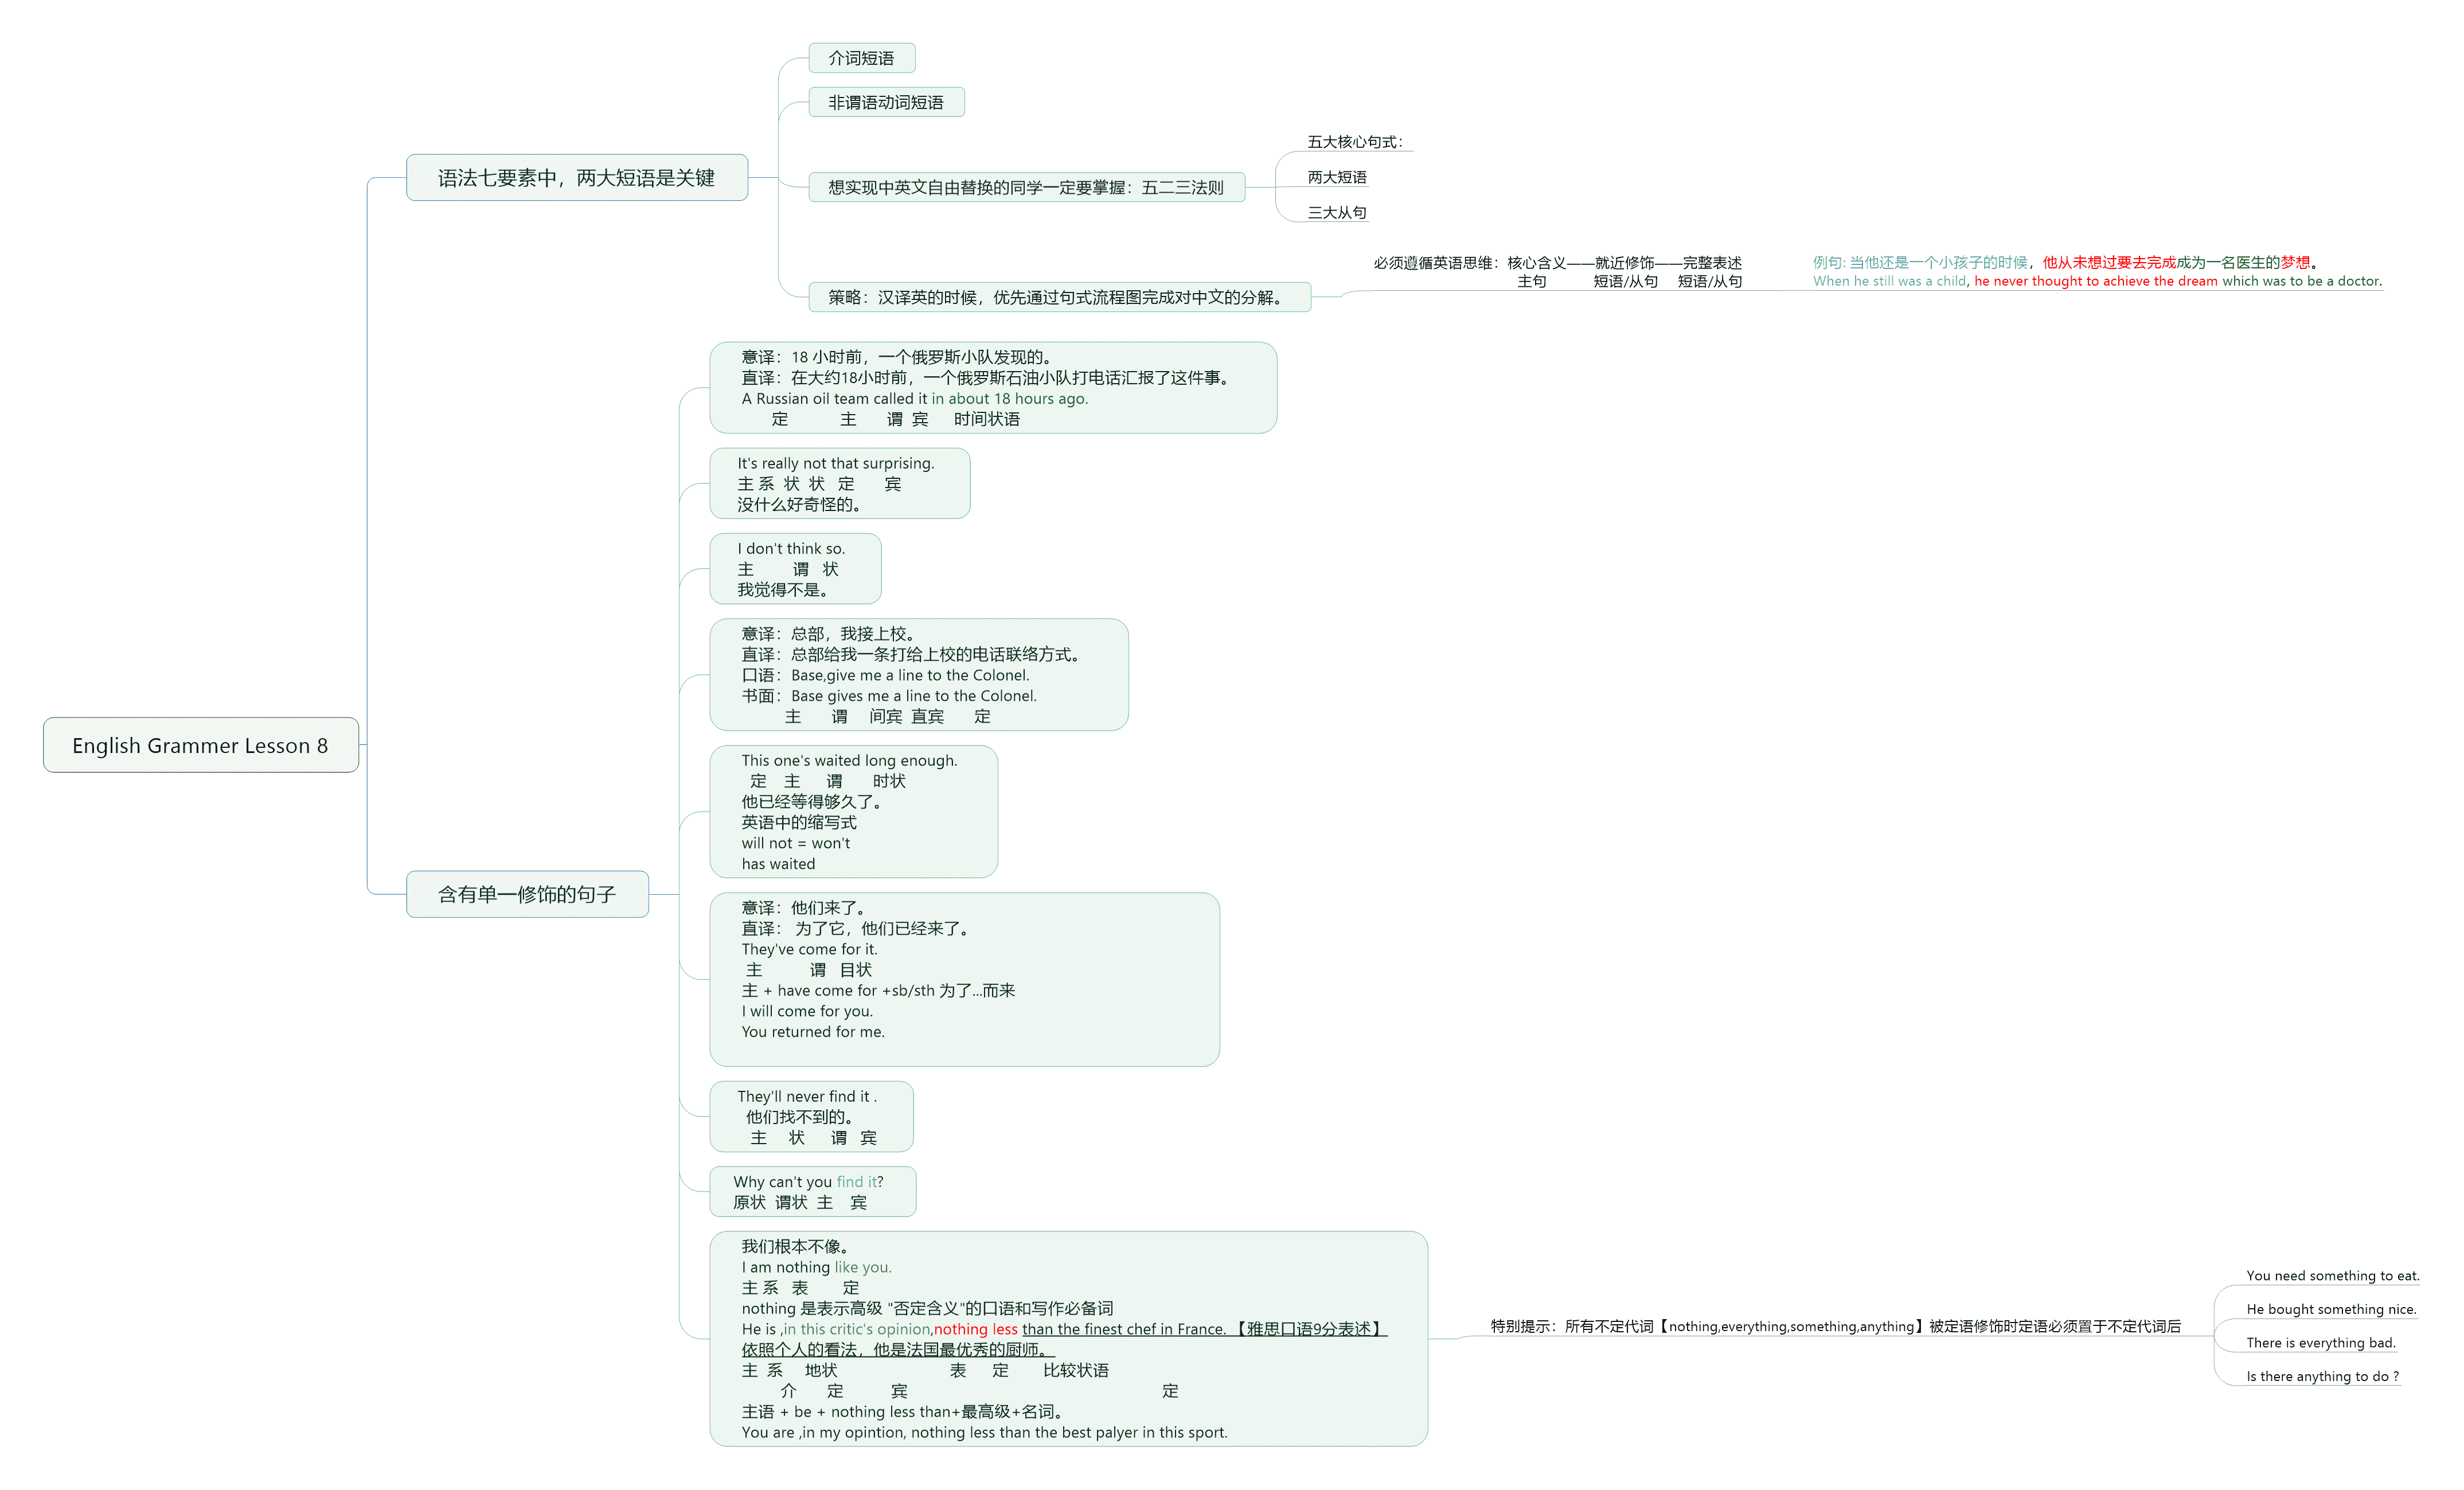 English Grammer Lesson 8
语法七要素中，两大短语是关键
介词短语
非谓语动词短语
想实现中英文自由替换的同学一定要掌握：五二三法则
五大核心句式：
两大短语
三大从句
策略：汉译英的时候，优先通过句式流程图完成对中文的分解。
必须遵循英语思维：核心含义——就近修饰——完整表述
主句 短语/从句 短语/从句
例句: 当他还是一个小孩子的时候，他从未想过要去完成成为一名医生的梦想。
When he still was a child, he never thought to achieve the dream which was to be a doctor.
含有单一修饰的句子
意译：18 小时前，一个俄罗斯小队发现的。
直译：在大约18小时前，一个俄罗斯石油小队打电话汇报了这件事。
A Russian oil team called it in about 18 hours ago.
定 主 谓 宾 时间状语
It's really not that surprising.
主 系 状 状 定 宾
没什么好奇怪的。
I don't think so.
主 谓 状
我觉得不是。
意译：总部，我接上校。
直译：总部给我一条打给上校的电话联络方式。
口语：Base,give me a line to the Colonel.
书面：Base gives me a line to the Colonel.
主 谓 间宾 直宾 定
This one's waited long enough.
定 主 谓 时状
他已经等得够久了。
英语中的缩写式
will not = won't
has waited
意译：他们来了。
直译： 为了它，他们已经来了。
They've come for it.
主 谓 目状
主 + have come for +sb/sth 为了...而来
I will come for you.
You returned for me.
They'll never find it .
他们找不到的。
主 状 谓 宾
Why can't you find it?
原状 谓状 主 宾
我们根本不像。
I am nothing like you.
主 系 表 定
nothing 是表示高级 "否定含义"的口语和写作必备词
He is ,in this critic's opinion,nothing less than the finest chef in France. 【雅思口语9分表述】
依照个人的看法，他是法国最优秀的厨师。
主 系 地状 表 定 比较状语
介 定 宾 定
主语 + be + nothing less than+最高级+名词。
You are ,in my opintion, nothing less than the best palyer in this sport.
特别提示：所有不定代词【nothing,everything,something,anything】被定语修饰时定语必须置于不定代词后
You need something to eat.
He bought something nice.
There is everything bad.
Is there anything to do ?